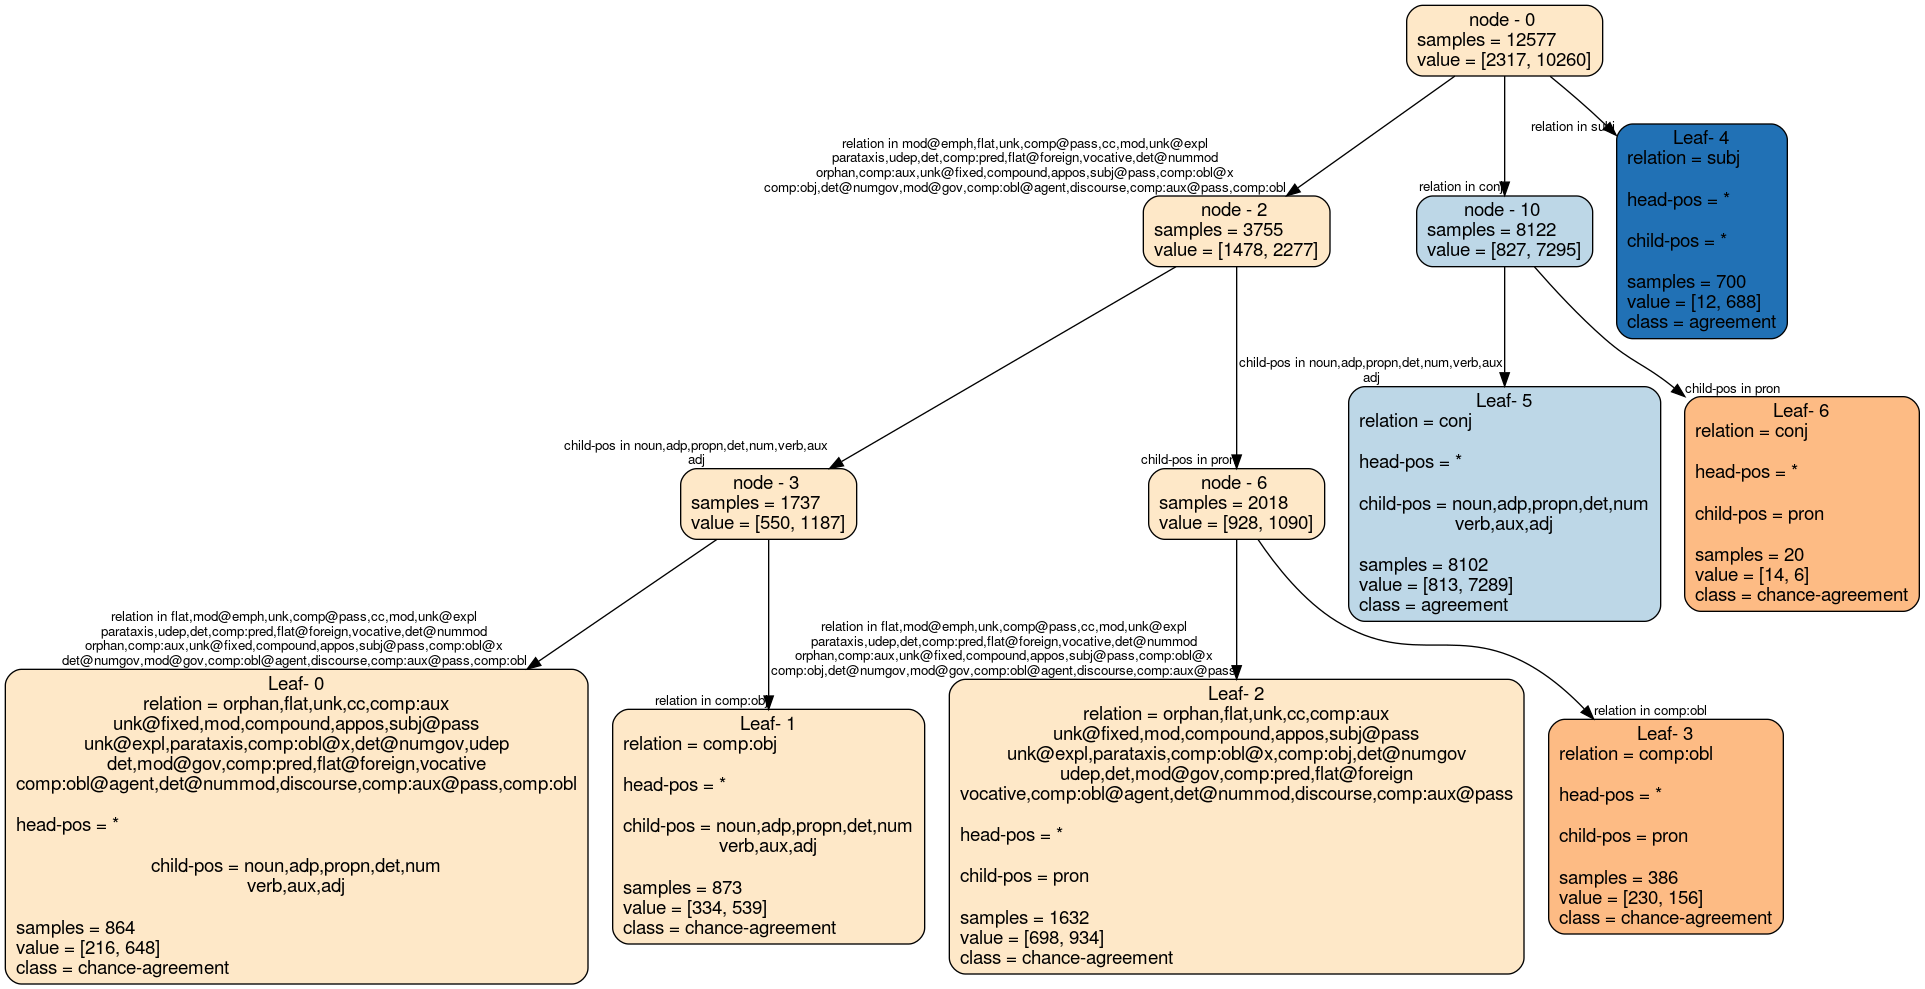 node - 0
samples = 12577
value = [2317, 10260]
relation in mod@emph,flat,unk,comp@pass,cc,mod,unk@expl
parataxis,udep,det,comp:pred,flat@foreign,vocative,det@nummod
orphan,comp:aux,unk@fixed,compound,appos,subj@pass,comp:obl@x
comp:obj,det@numgov,mod@gov,comp:obl@agent,discourse,comp:aux@pass,comp:obl
relation in conj
relation in subj
node - 2
samples = 3755
value = [1478, 2277]
node - 10
samples = 8122
value = [827, 7295]
Leaf- 4
relation = subj
head-pos = *
child-pos = *
samples = 700
value = [12, 688]
class = agreement
child-pos in noun,adp,propn,det,num,verb,aux
adj
child-pos in pron
child-pos in noun,adp,propn,det,num,verb,aux
adj
child-pos in pron
node - 3
samples = 1737
value = [550, 1187]
node - 6
samples = 2018
value = [928, 1090]
Leaf- 5
relation = conj
head-pos = *
child-pos = noun,adp,propn,det,num
verb,aux,adj
samples = 8102
value = [813, 7289]
class = agreement
Leaf- 6
relation = conj
head-pos = *
child-pos = pron
samples = 20
value = [14, 6]
class = chance-agreement
relation in flat,mod@emph,unk,comp@pass,cc,mod,unk@expl
parataxis,udep,det,comp:pred,flat@foreign,vocative,det@nummod
orphan,comp:aux,unk@fixed,compound,appos,subj@pass,comp:obl@x
det@numgov,mod@gov,comp:obl@agent,discourse,comp:aux@pass,comp:obl
relation in comp:obj
relation in flat,mod@emph,unk,comp@pass,cc,mod,unk@expl
parataxis,udep,det,comp:pred,flat@foreign,vocative,det@nummod
orphan,comp:aux,unk@fixed,compound,appos,subj@pass,comp:obl@x
comp:obj,det@numgov,mod@gov,comp:obl@agent,discourse,comp:aux@pass
relation in comp:obl
Leaf- 0
relation = orphan,flat,unk,cc,comp:aux
unk@fixed,mod,compound,appos,subj@pass
unk@expl,parataxis,comp:obl@x,det@numgov,udep
det,mod@gov,comp:pred,flat@foreign,vocative
comp:obl@agent,det@nummod,discourse,comp:aux@pass,comp:obl
head-pos = *
child-pos = noun,adp,propn,det,num
verb,aux,adj
samples = 864
value = [216, 648]
class = chance-agreement
Leaf- 1
relation = comp:obj
head-pos = *
child-pos = noun,adp,propn,det,num
verb,aux,adj
samples = 873
value = [334, 539]
class = chance-agreement
Leaf- 2
relation = orphan,flat,unk,cc,comp:aux
unk@fixed,mod,compound,appos,subj@pass
unk@expl,parataxis,comp:obl@x,comp:obj,det@numgov
udep,det,mod@gov,comp:pred,flat@foreign
vocative,comp:obl@agent,det@nummod,discourse,comp:aux@pass
head-pos = *
child-pos = pron
samples = 1632
value = [698, 934]
class = chance-agreement
Leaf- 3
relation = comp:obl
head-pos = *
child-pos = pron
samples = 386
value = [230, 156]
class = chance-agreement